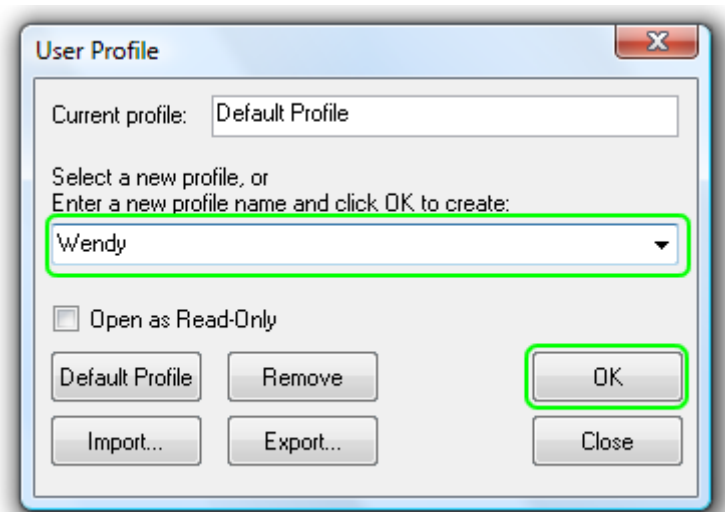 User Profile
Current profile: Default Profile
Select a new profile, or
Enter a new profile name and click OK to create:
Wendy
Open as Read-Only
Default Profile Remove OK
Import... Export... Close